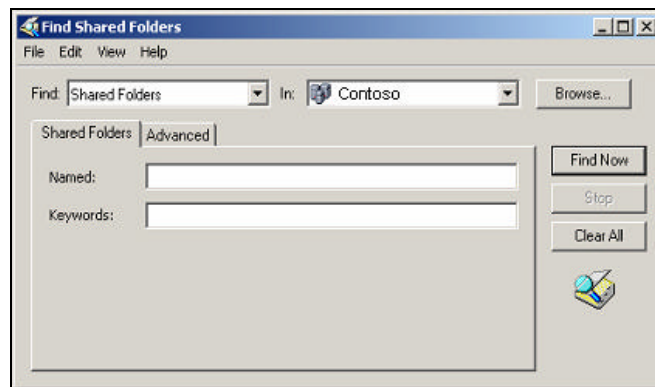 Find Shared Folders
File Edit View Help
Find: Shared Folders In: Contoso Browse...
Shared Folders Advanced
Find Now
Named:
Stop
Keywords:
Clear All